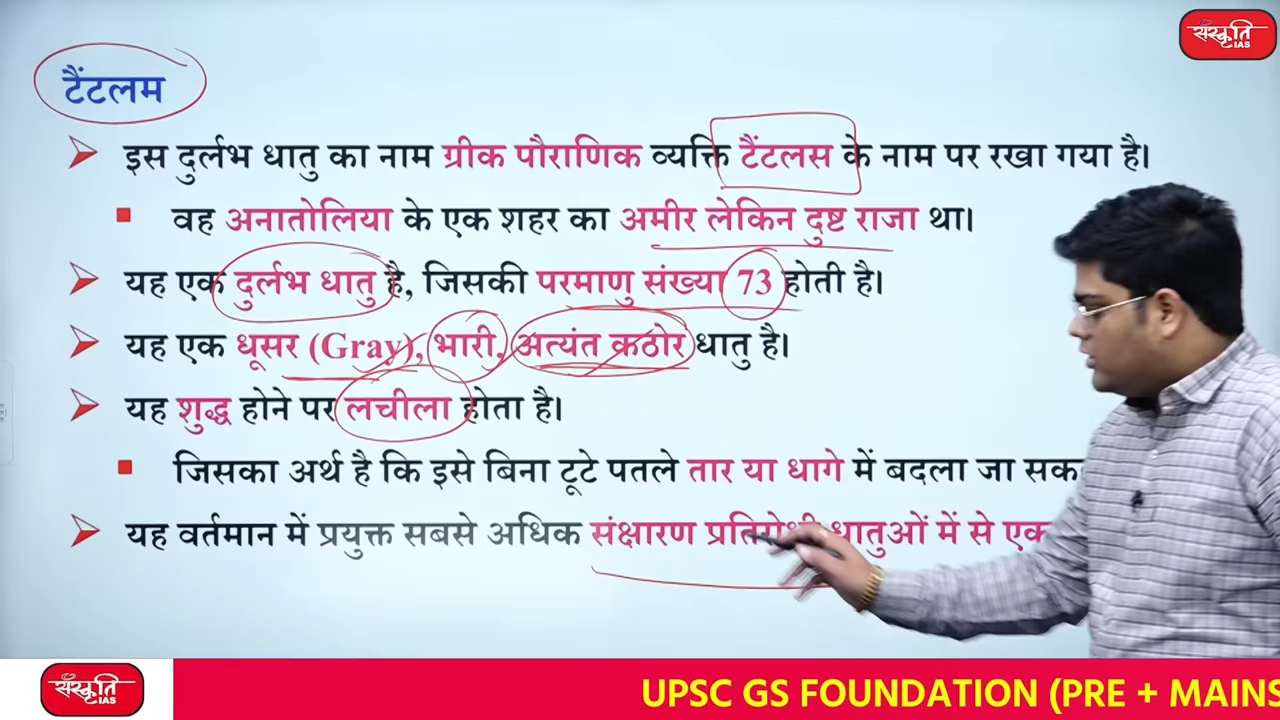 संस्कृति
IAS
टैंटलम
इस दुर्लभ धातु का नाम ग्रीक पौराणिक व्यक्ति टैंटलस के नाम पर रखा गया है।
वह अनातोलिया के एक शहर का अमीर लेकिन दुष्ट राजा था।
यह एक दुर्लभ धातु है, जिसकी परमाणु संख्या 73 होती है।
यह एक धूसर (Gray), भारी, अत्यंत कठोर धातु है।
यह शुद्ध होने पर लचीला होता है।
जिसका अर्थ है कि इसे बिना टूटे पतले तार या धागे में बदला जा सक
यह वर्तमान में प्रयुक्त सबसे अधिक संक्षारण प्रतिरोधी धातुओं में से एक
संस्कृति
IAS
UPSC GS FOUNDATION (PRE + MAINS